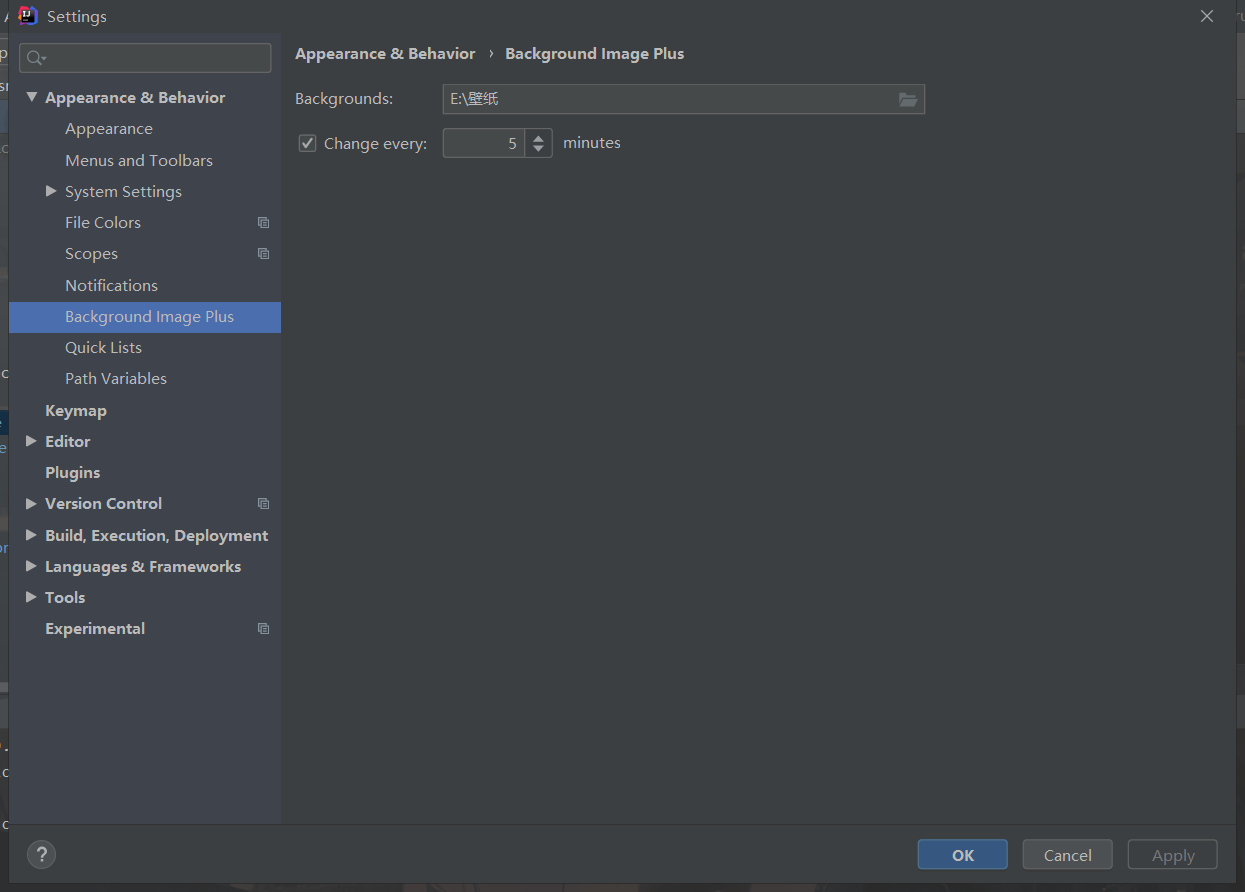 Settings
Appearance & Behavior
Appearance
Menus and Toolbars
System Settings
File Colors
Scopes
Notifications
Background Image Plus
Quick Lists
Path Variables
Keymap
Editor
Plugins
Version Control
Build, Execution, Deployment
Languages & Frameworks
Tools
Experimental
Appearance & Behavior › Background Image Plus
Backgrounds: E:\壁纸
Change every: 5 minutes
?
OK Cancel Apply